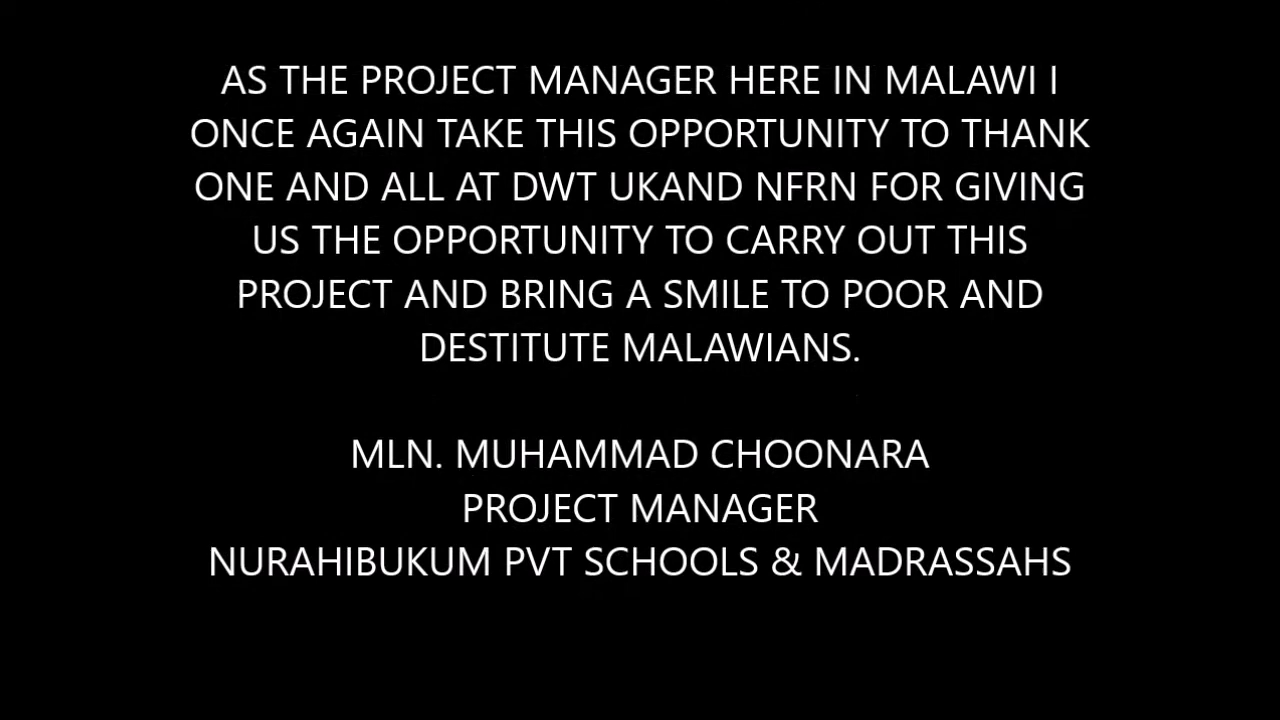 AS THE PROJECT MANAGER HERE IN MALAWI I
ONCE AGAIN TAKE THIS OPPORTUNITY TO THANK
ONE AND ALL AT DWT UKAND NFRN FOR GIVING
US THE OPPORTUNITY TO CARRY OUT THIS
PROJECT AND BRING A SMILE TO POOR AND
DESTITUTE MALAWIANS.
MLN. MUHAMMAD CHOONARA
PROJECT MANAGER
NURAHIBUKUM PVT SCHOOLS & MADRASSAHS